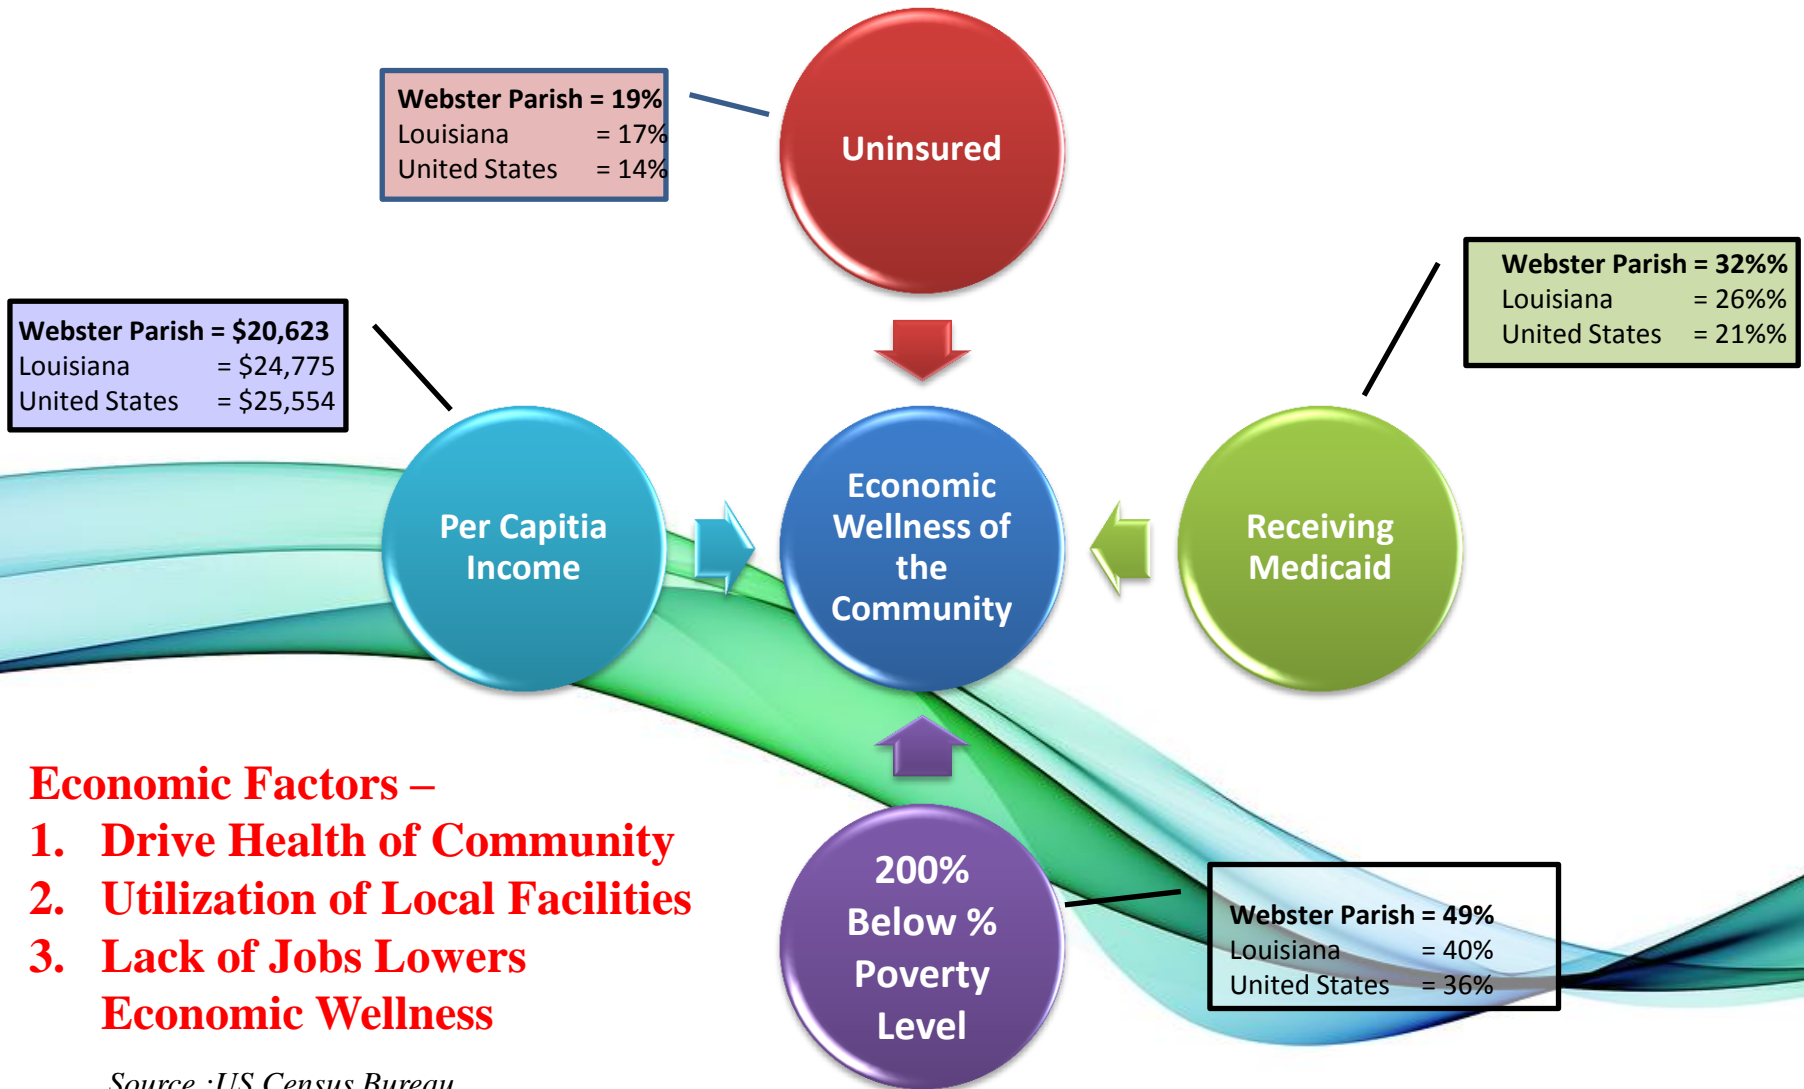 Webster Parish = 19%
Louisiana = 17%
United States = 14%
Uninsured
Webster Parish = 32%%
Louisiana = 26%%
United States = 21%%
Webster Parish = $20,623
Louisiana = $24,775
United States = $25,554
Per Capitia
Income
Economic
Wellness of
the
Community
Receiving
Medicaid
Economic Factors –
1. Drive Health of Community
2. Utilization of Local Facilities
3. Lack of Jobs Lowers
Economic Wellness
200%
Below %
Poverty
Level
Webster Parish = 49%
Louisiana = 40%
United States = 36%
Source :US Census Bureau